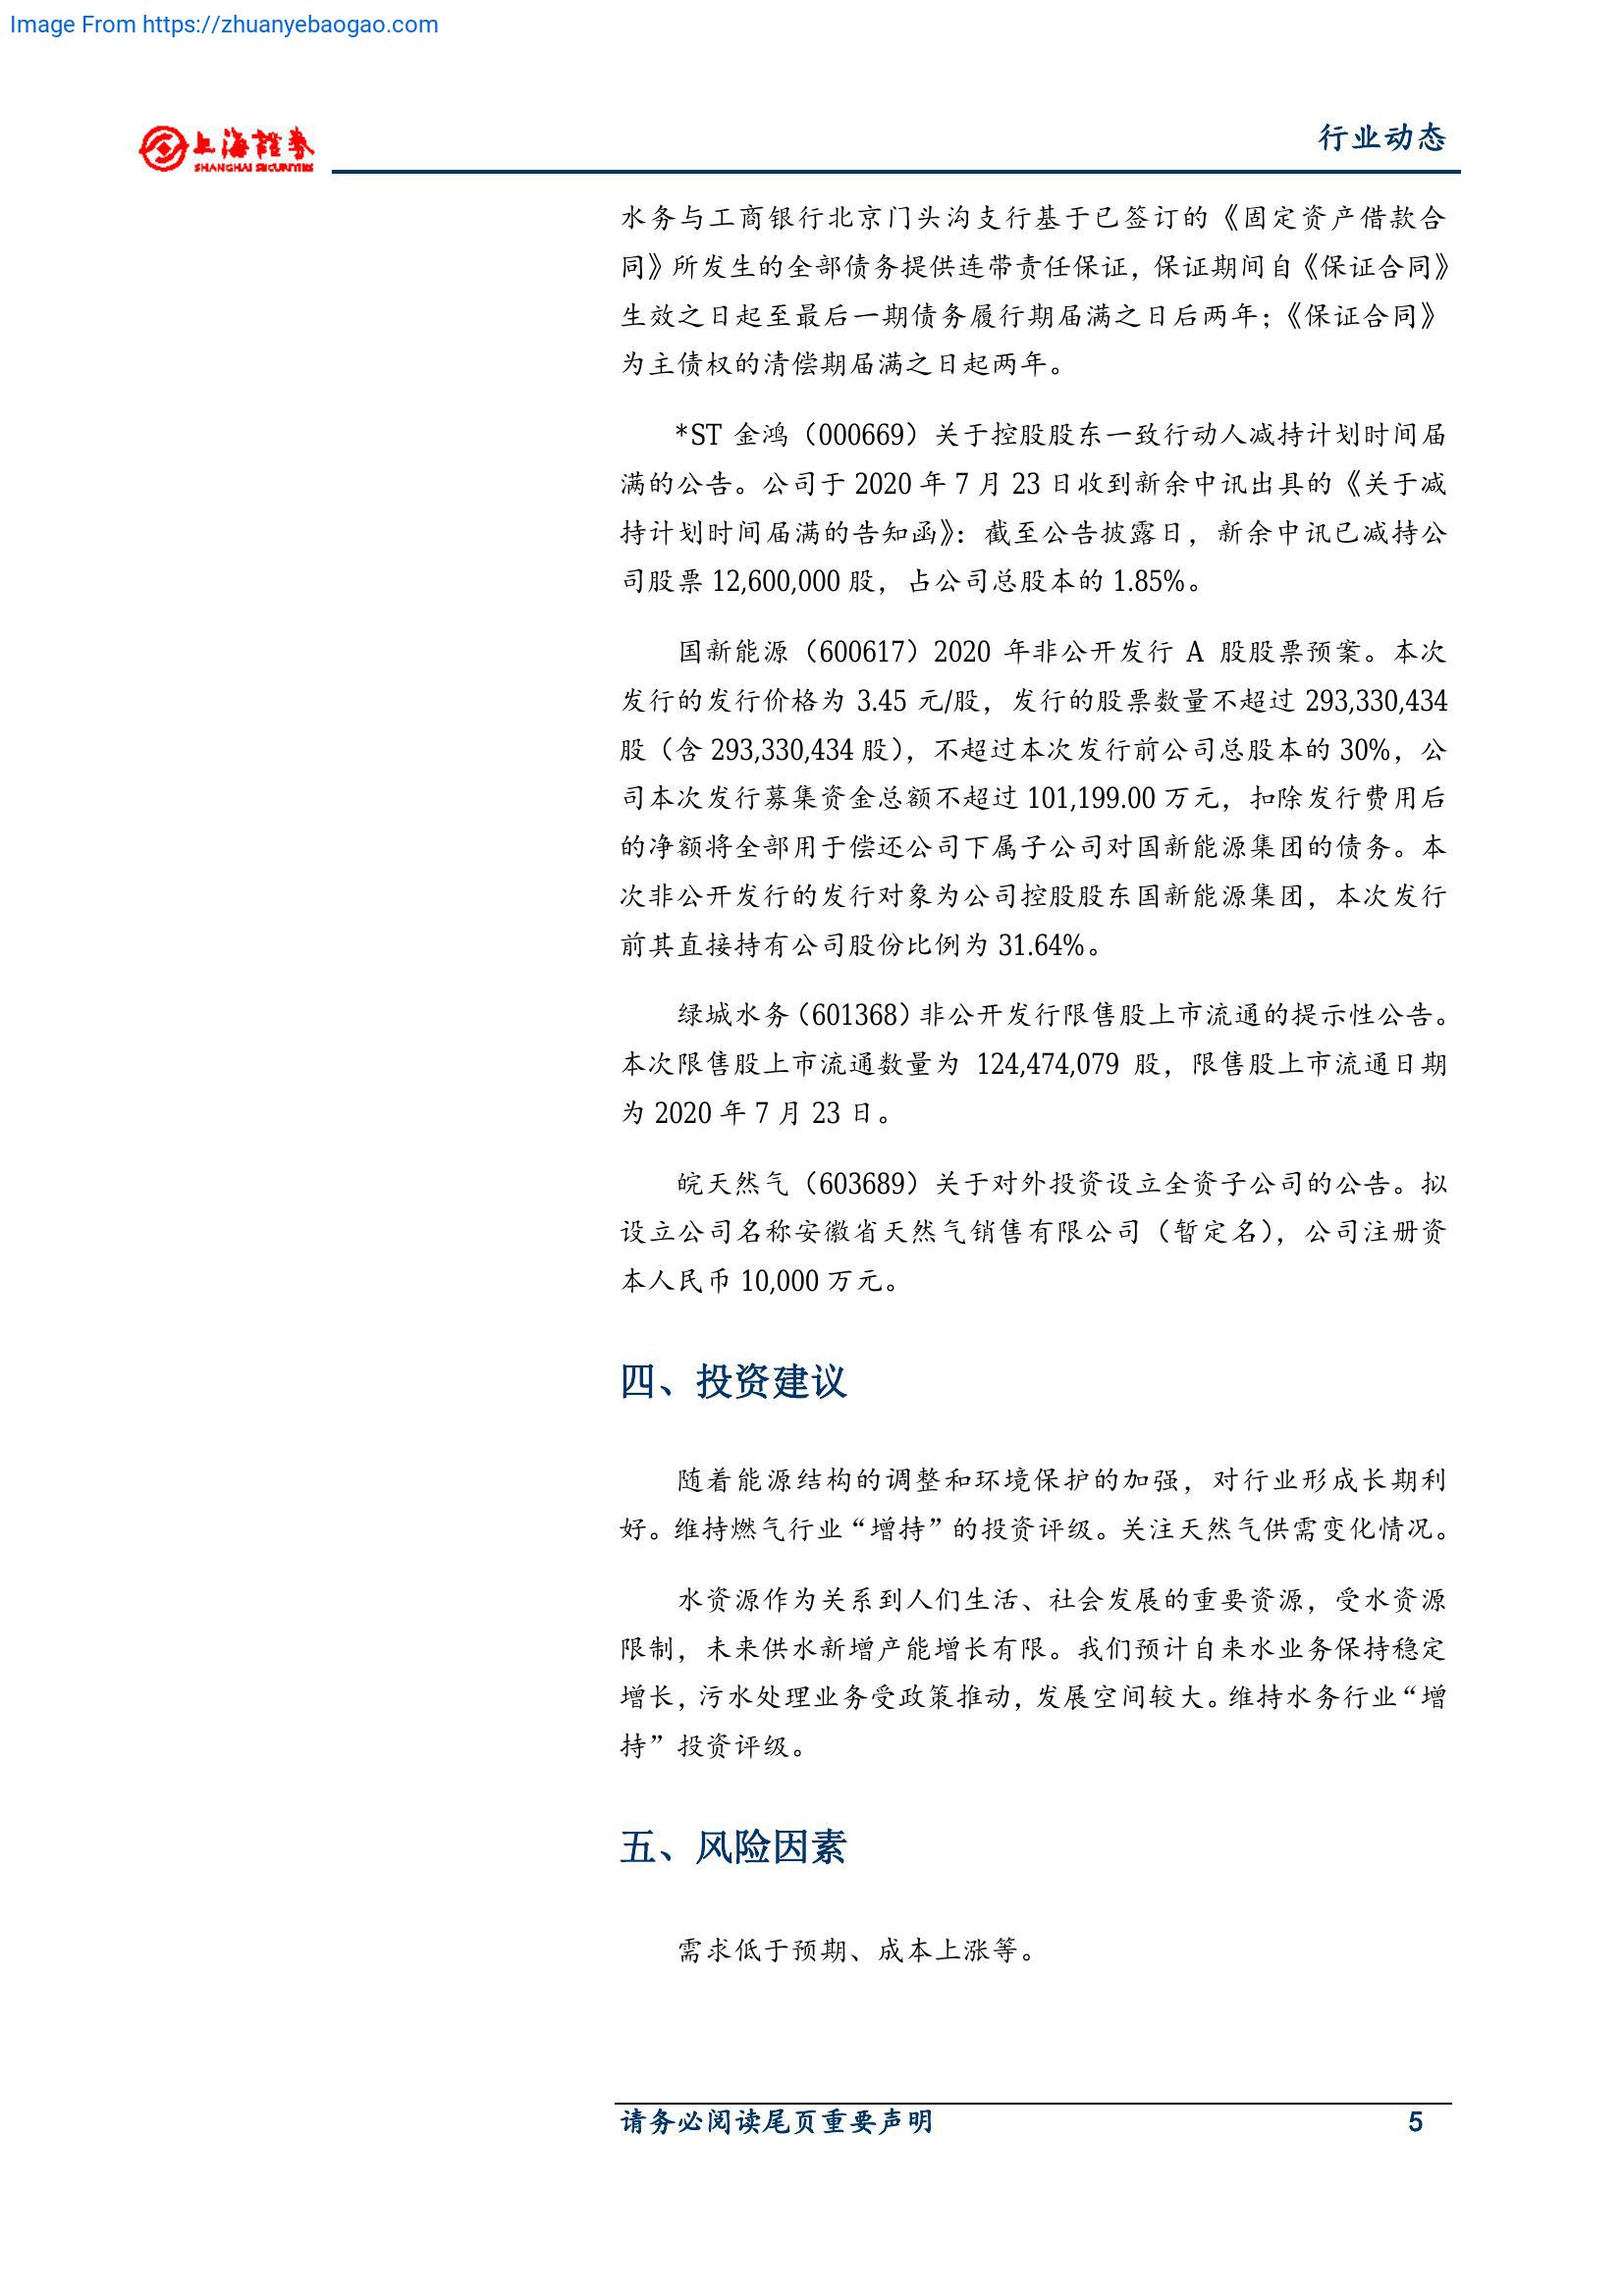 Image From https://zhuanyebaogao.com
上海證券
SHANGHAI SECURITIES
行业动态
水务与工商银行北京门头沟支行基于已签订的《固定资产借款合
同》所发生的全部债务提供连带责任保证，保证期间自《保证合同》
生效之日起至最后一期债务履行期届满之日后两年；《保证合同》
为主债权的清偿期届满之日起两年。
*ST 金鸿（000669）关于控股股东一致行动人减持计划时间届
满的公告。公司于 2020 年 7 月 23 日收到新余中讯出具的《关于减
持计划时间届满的告知函》：截至公告披露日，新余中讯已减持公
司股票 12,600,000 股，占公司总股本的 1.85%。
国新能源（600617）2020 年非公开发行 A 股股票预案。本次
发行的发行价格为 3.45 元/股，发行的股票数量不超过 293,330,434
股（含 293,330,434 股），不超过本次发行前公司总股本的 30%，公
司本次发行募集资金总额不超过 101,199.00 万元，扣除发行费用后
的净额将全部用于偿还公司下属子公司对国新能源集团的债务。本
次非公开发行的发行对象为公司控股股东国新能源集团，本次发行
前其直接持有公司股份比例为 31.64%。
绿城水务（601368）非公开发行限售股上市流通的提示性公告。
本次限售股上市流通数量为 124,474,079 股，限售股上市流通日期
为 2020 年 7 月 23 日。
皖天然气（603689）关于对外投资设立全资子公司的公告。拟
设立公司名称安徽省天然气销售有限公司（暂定名），公司注册资
本人民币 10,000 万元。
四、投资建议
随着能源结构的调整和环境保护的加强，对行业形成长期利
好。维持燃气行业“增持”的投资评级。关注天然气供需变化情况。
水资源作为关系到人们生活、社会发展的重要资源，受水资源
限制，未来供水新增产能增长有限。我们预计自来水业务保持稳定
增长，污水处理业务受政策推动，发展空间较大。维持水务行业“增
持”投资评级。
五、风险因素
需求低于预期、成本上涨等。
请务必阅读尾页重要声明 5